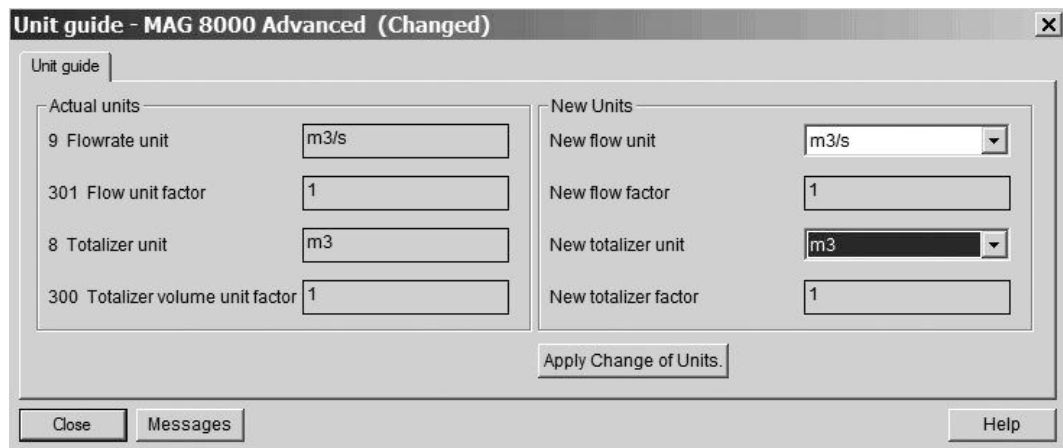 Unit guide - MAG 8000 Advanced (Changed)
Unit guide
Actual units
9 Flowrate unit
m3/s
301 Flow unit factor
1
8 Totalizer unit
m3
300 Totalizer volume unit factor
1
New Units
New flow unit
m3/s
New flow factor
1
New totalizer unit
m3
New totalizer factor
1
Apply Change of Units.
Close
Messages
Help